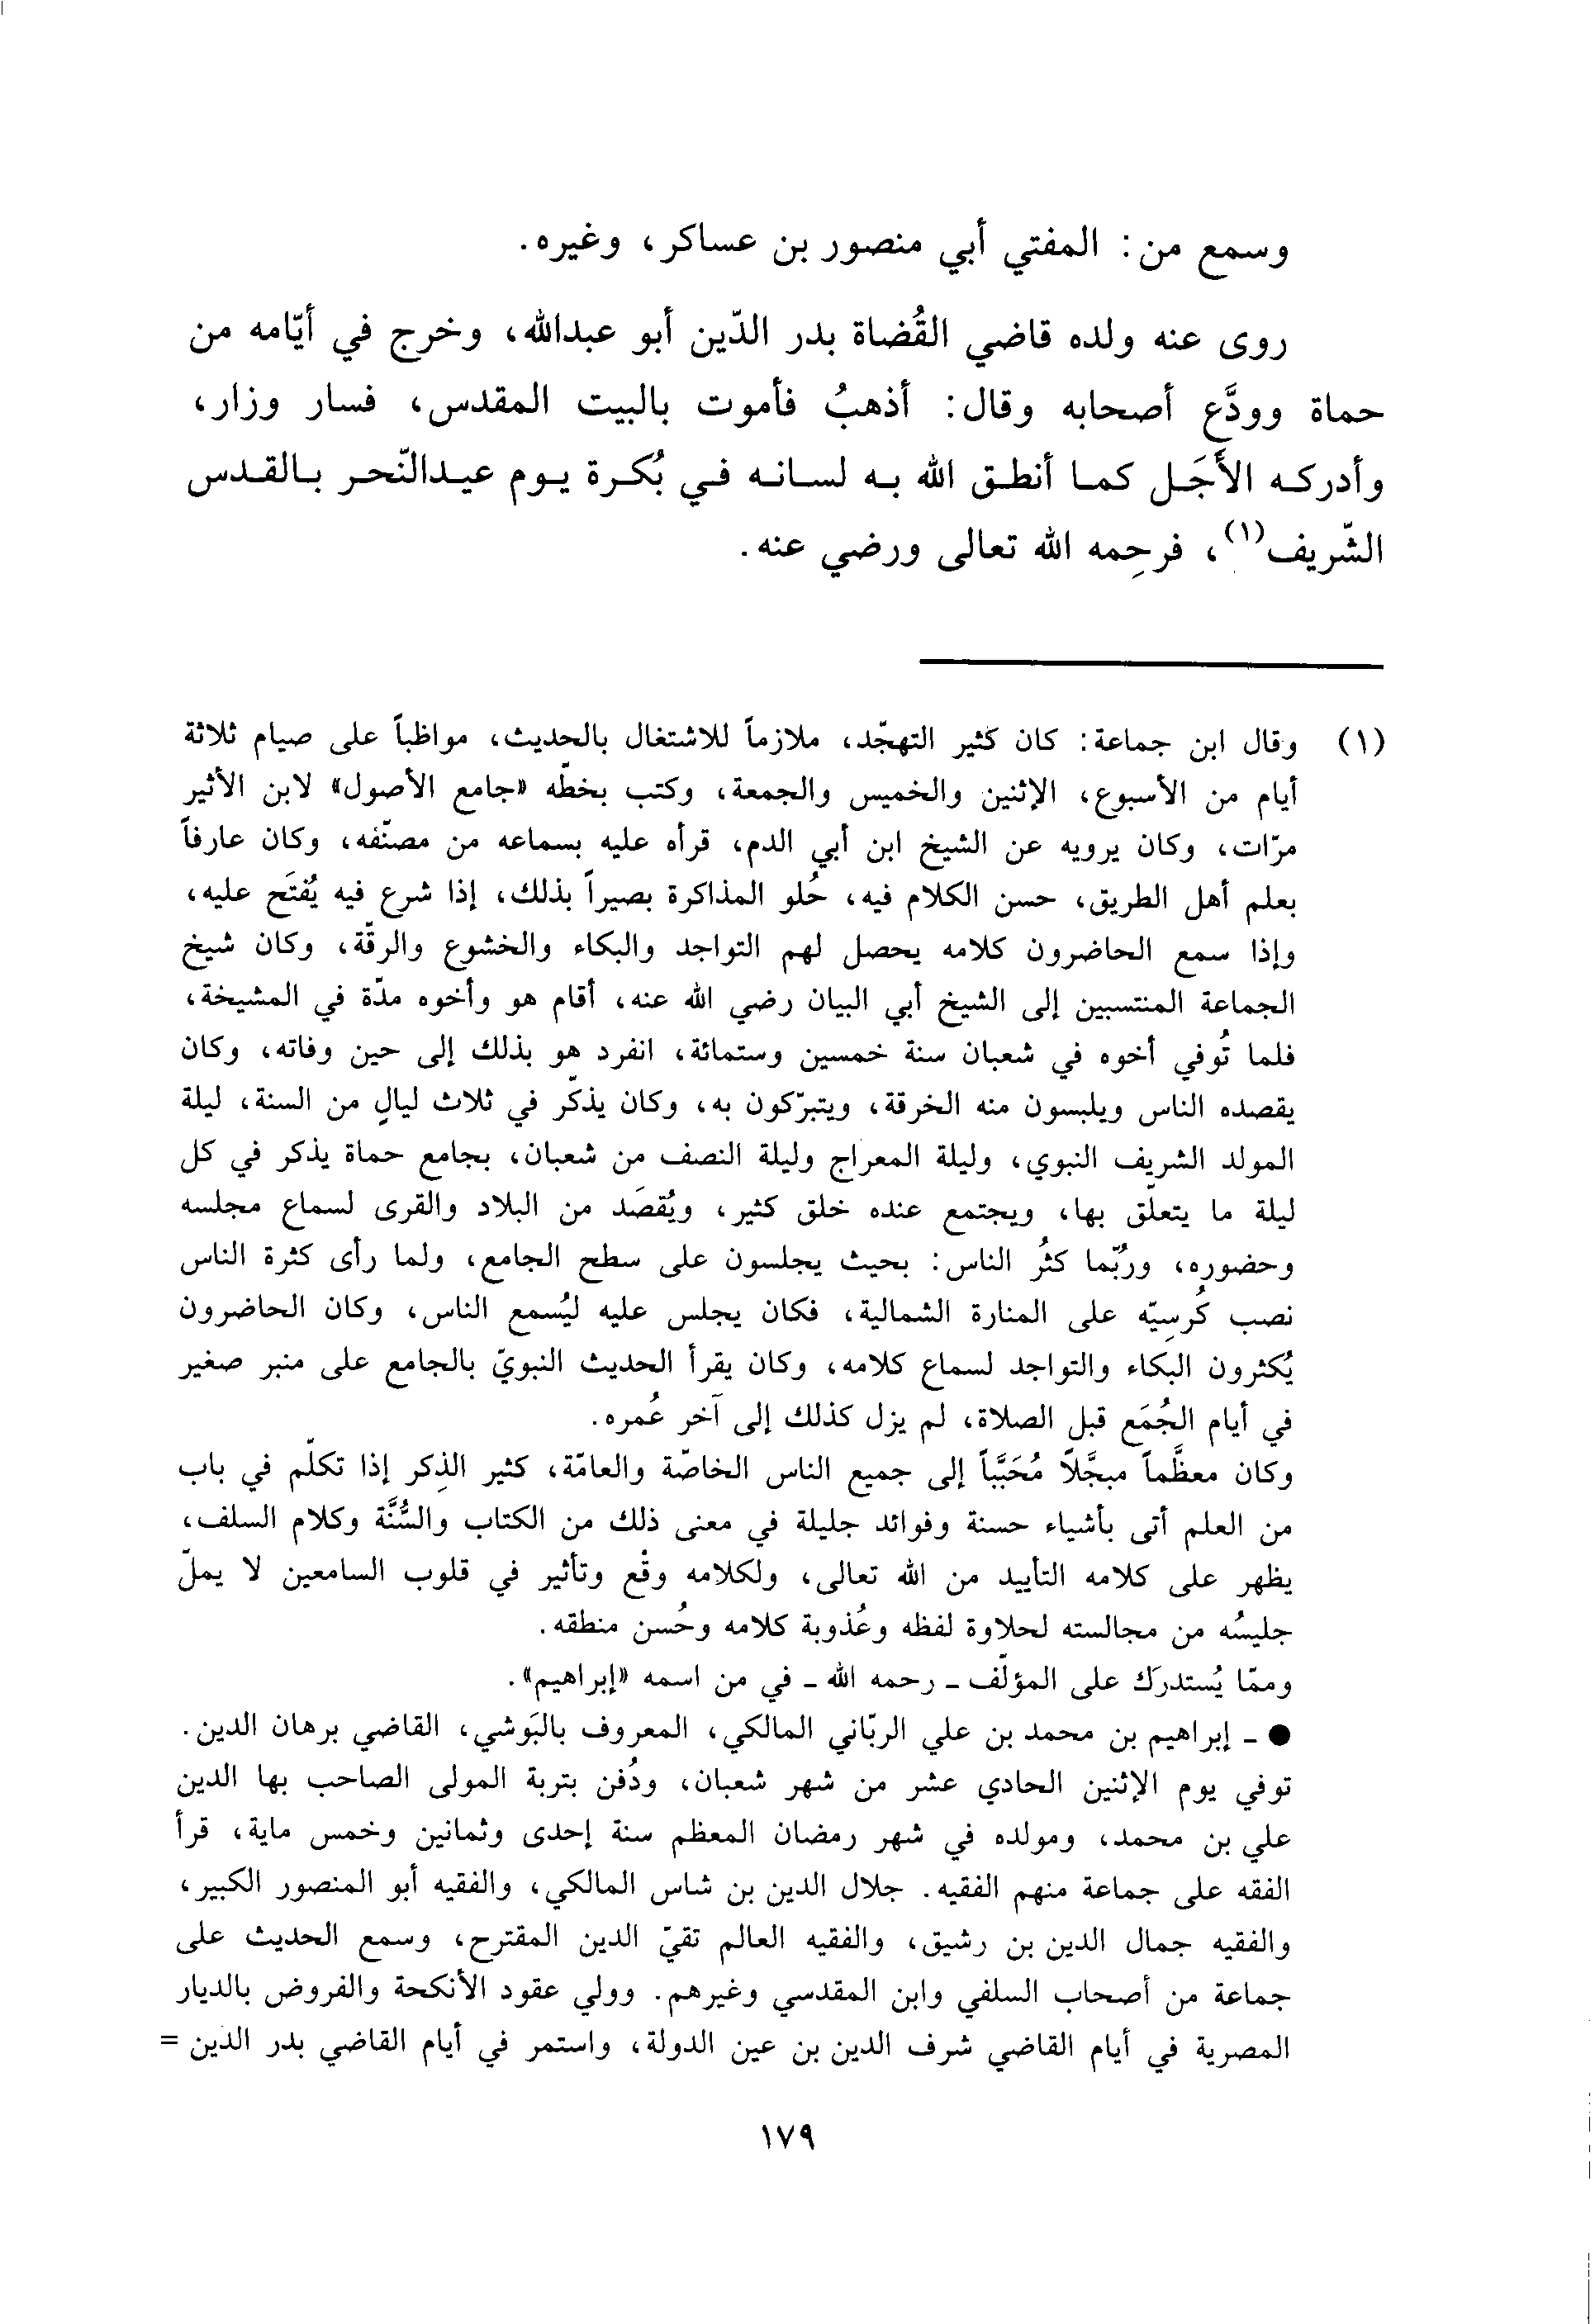 وسمع من: المفتي أبي منصور بن عساكر، وغيره.
روى عنه ولده قاضي القُضاة بدر الدّين أبو عبدالله، وخرج في أيّامه من
حماة وودَّع أصحابه وقال: أذهبُ فأموت بالبيت المقدس، فسار وزار،
وأدركه الأَجَل كما أنطق الله به لسانه في بُكرة يوم عيدالنّحر بالقدس
الشّريف(١)، فرحِمه الله تعالى ورضي عنه.
(١) وقال ابن جماعة: كان كثير التهجّد، ملازماً للاشتغال بالحديث، مواظباً على صيام ثلاثة
أيام من الأسبوع، الإثنين والخميس والجمعة، وكتب بخطّه «جامع الأصول» لابن الأثير
مرّات، وكان يرويه عن الشيخ ابن أبي الدم، قرأه عليه بسماعه من مصنّفه، وكان عارفاً
بعلم أهل الطريق، حسن الكلام فيه، حُلو المذاكرة بصيراً بذلك، إذا شرع فيه يُفتَح عليه،
وإذا سمع الحاضرون كلامه يحصل لهم التواجد والبكاء والخشوع والرقّة، وكان شيخ
الجماعة المنتسبين إلى الشيخ أبي البيان رضي الله عنه، أقام هو وأخوه مدّة في المشيخة،
فلما تُوفي أخوه في شعبان سنة خمسين وستمائة، انفرد هو بذلك إلى حين وفاته، وكان
يقصده الناس ويلبسون منه الخرقة، ويتبرّكون به، وكان يذكّر في ثلاث ليالٍ من السنة، ليلة
المولد الشريف النبوي، وليلة المعراج وليلة النصف من شعبان، بجامع حماة يذكر في كل
ليلة ما يتعلّق بها، ويجتمع عنده خلق كثير، ويُقصَد من البلاد والقرى لسماع مجلسه
وحضوره، ورُبّما كثُر الناس: بحيث يجلسون على سطح الجامع، ولما رأى كثرة الناس
نصب كُرسِيّه على المنارة الشمالية، فكان يجلس عليه ليُسمع الناس، وكان الحاضرون
يُكثرون البكاء والتواجد لسماع كلامه، وكان يقرأ الحديث النبويّ بالجامع على منبر صغير
في أيام الجُمَع قبل الصلاة، لم يزل كذلك إلى آخر عُمره.
وكان معظَّماً مبجَّلاً مُحَبَّباً إلى جميع الناس الخاصّة والعامّة، كثير الذِكر إذا تكلّم في باب
من العلم أتى بأشياء حسنة وفوائد جليلة في معنى ذلك من الكتاب والسُّنَّة وكلام السلف،
يظهر على كلامه التأييد من الله تعالى، ولكلامه وقْع وتأثير في قلوب السامعين لا يملّ
جليسُه من مجالسته لحلاوة لفظه وعُذوبة كلامه وحُسن منطقه.
وممّا يُستدرَك على المؤلّف ـ رحمه الله ـ في من اسمه «إبراهيم».
● ـ إبراهيم بن محمد بن علي الربّاني المالكي، المعروف بالبَوشي، القاضي برهان الدين.
توفي يوم الإثنين الحادي عشر من شهر شعبان، ودُفن بتربة المولى الصاحب بها الدين
علي بن محمد، ومولده في شهر رمضان المعظم سنة إحدى وثمانين وخمس ماية، قرأ
الفقه على جماعة منهم الفقيه. جلال الدين بن شاس المالكي، والفقيه أبو المنصور الكبير،
والفقيه جمال الدين بن رشيق، والفقيه العالم تقيّ الدين المقترح، وسمع الحديث على
جماعة من أصحاب السلفي وابن المقدسي وغيرهم. وولي عقود الأنكحة والفروض بالديار
المصرية في أيام القاضي شرف الدين بن عين الدولة، واستمر في أيام القاضي بدر الدين =
١٧٩